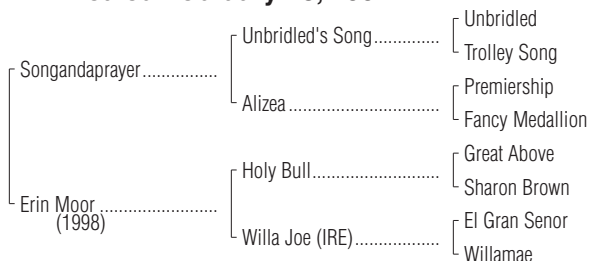 Unbridled
Unbridled's Song
Trolley Song
Songandaprayer
Premiership
Alizea
Fancy Medallion
Great Above
Holy Bull
Sharon Brown
Erin Moor
(1998)
El Gran Senor
Willa Joe (IRE)
Willamae